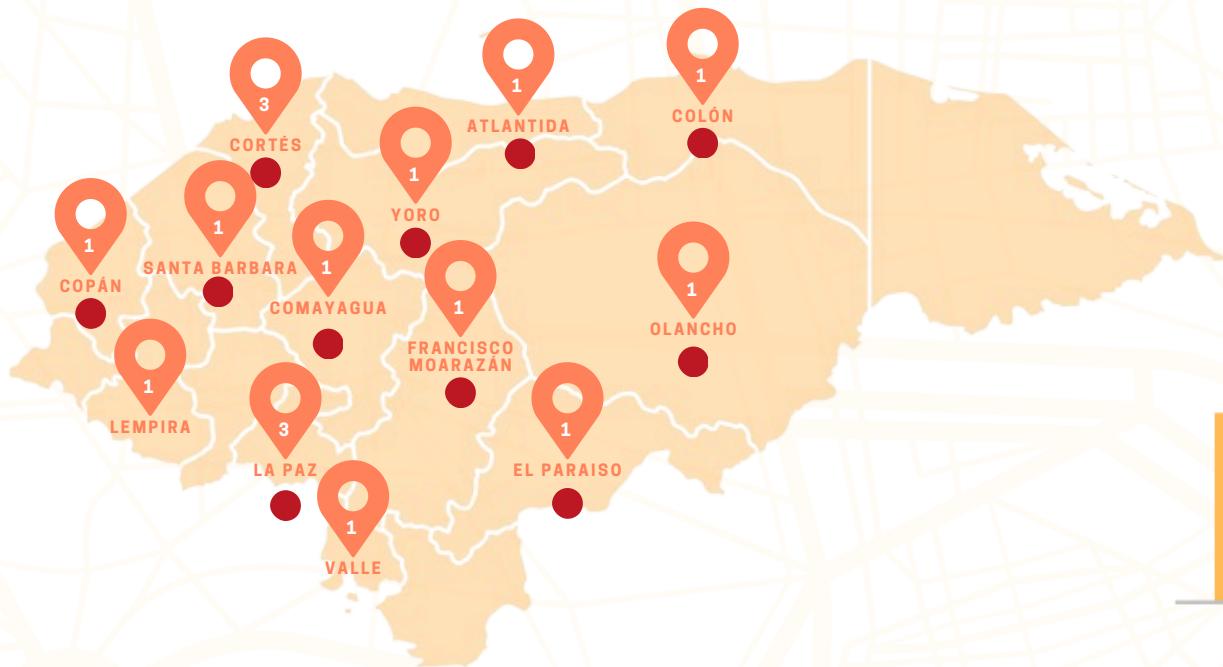 1
COLÓN
1
ATLANTIDA
3
CORTÉS
1
YORO
1
SANTA BARBARA
1
COPÁN
1
COMAYAGUA
1
OLANCHO
1
FRANCISCO
MOARAZÁN
1
LEMPIRA
3
LA PAZ
1
EL PARAISO
1
VALLE